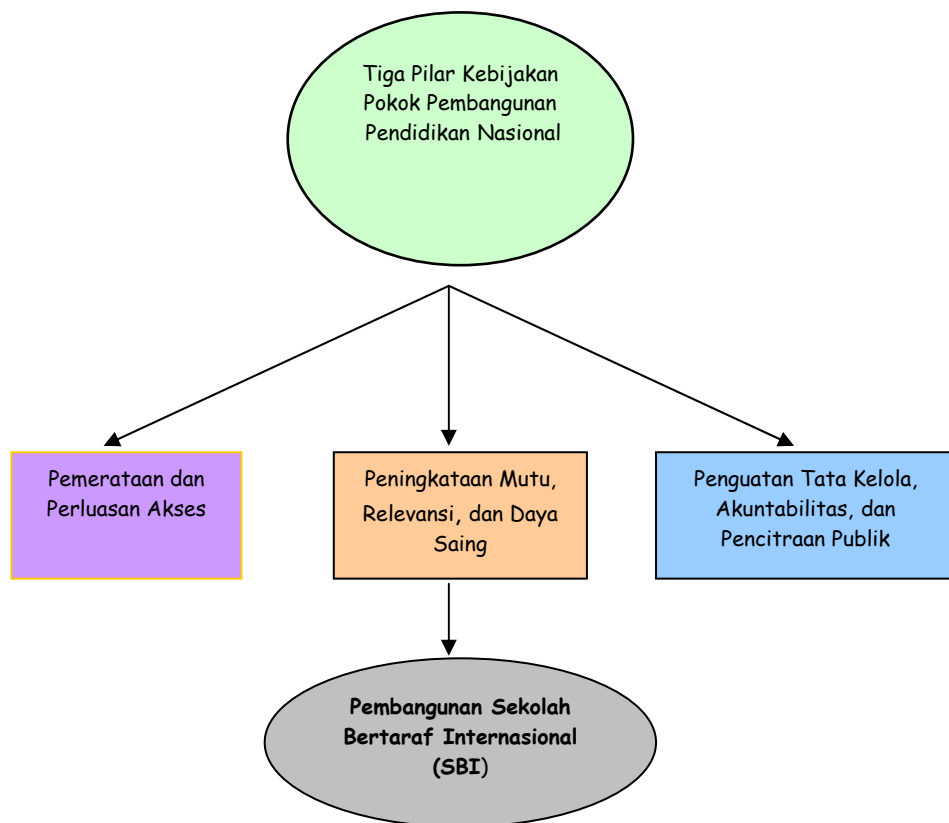 Tiga Pilar Kebijakan
Pokok Pembangunan
Pendidikan Nasional
Pemerataan dan
Perluasan Akses
Peningkataan Mutu,
Relevansi, dan Daya
Saing
Penguatan Tata Kelola,
Akuntabilitas, dan
Pencitraan Publik
Pembangunan Sekolah
Bertaraf Internasional
(SBI)